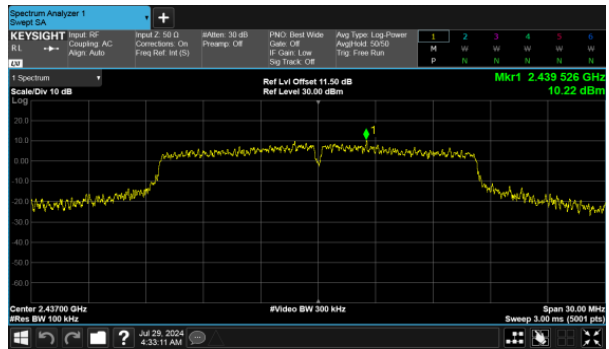 Spectrum Analyzer 1
Swept SA
+
KEYSIGHT
RL
Input: RF
Coupling: AC
Align: Auto
Input Z: 50 Ω
Corrections: On
Freq Ref: Int (S)
#Atten: 30 dB
Preamp: Off
PNO: Best Wide
Gate: Off
IF Gain: Low
Sig Track: Off
Avg Type: Log-Power
Avg|Hold: 50/50
Trig: Free Run
1 2 3 4 5 6
M W W W W W
P N N N N N
1 Spectrum
Scale/Div 10 dB
Ref Lvl Offset 11.50 dB
Ref Level 30.00 dBm
Mkr1 2.439 526 GHz
10.22 dBm
Log
20.0
10.0
0.00
-10.0
-20.0
-30.0
-40.0
-50.0
-60.0
1
Center 2.43700 GHz
#Res BW 100 kHz
#Video BW 300 kHz
Span 30.00 MHz
Sweep 3.00 ms (5001 pts)
?
Jul 29, 2024
4:33:11 AM